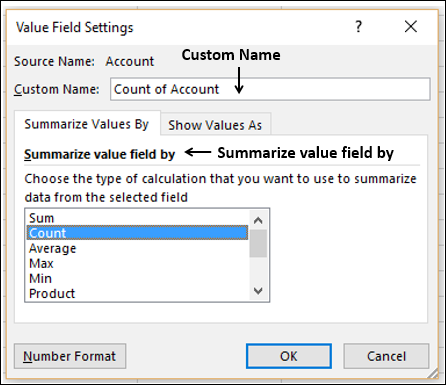 Value Field Settings
? ×
Source Name: Account
Custom Name
Custom Name: Count of Account
Summarize Values By Show Values As
Summarize value field by Summarize value field by
Choose the type of calculation that you want to use to summarize
data from the selected field
Sum
Count
Average
Max
Min
Product
Number Format OK Cancel